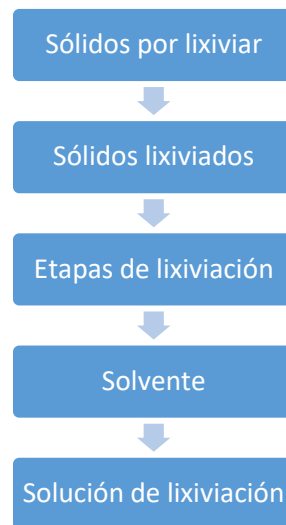 Sólidos por lixiviar
Sólidos lixiviados
Etapas de lixiviación
Solvente
Solución de lixiviación